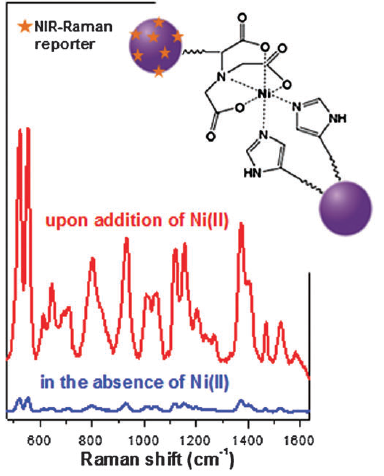 NIR-Raman
reporter
O
O
O
O
N
O
O
Ni
N
NH
N
HN
upon addition of Ni(II)
in the absence of Ni(II)
600 800 1000 1200 1400 1600
Raman shift (cm⁻¹)